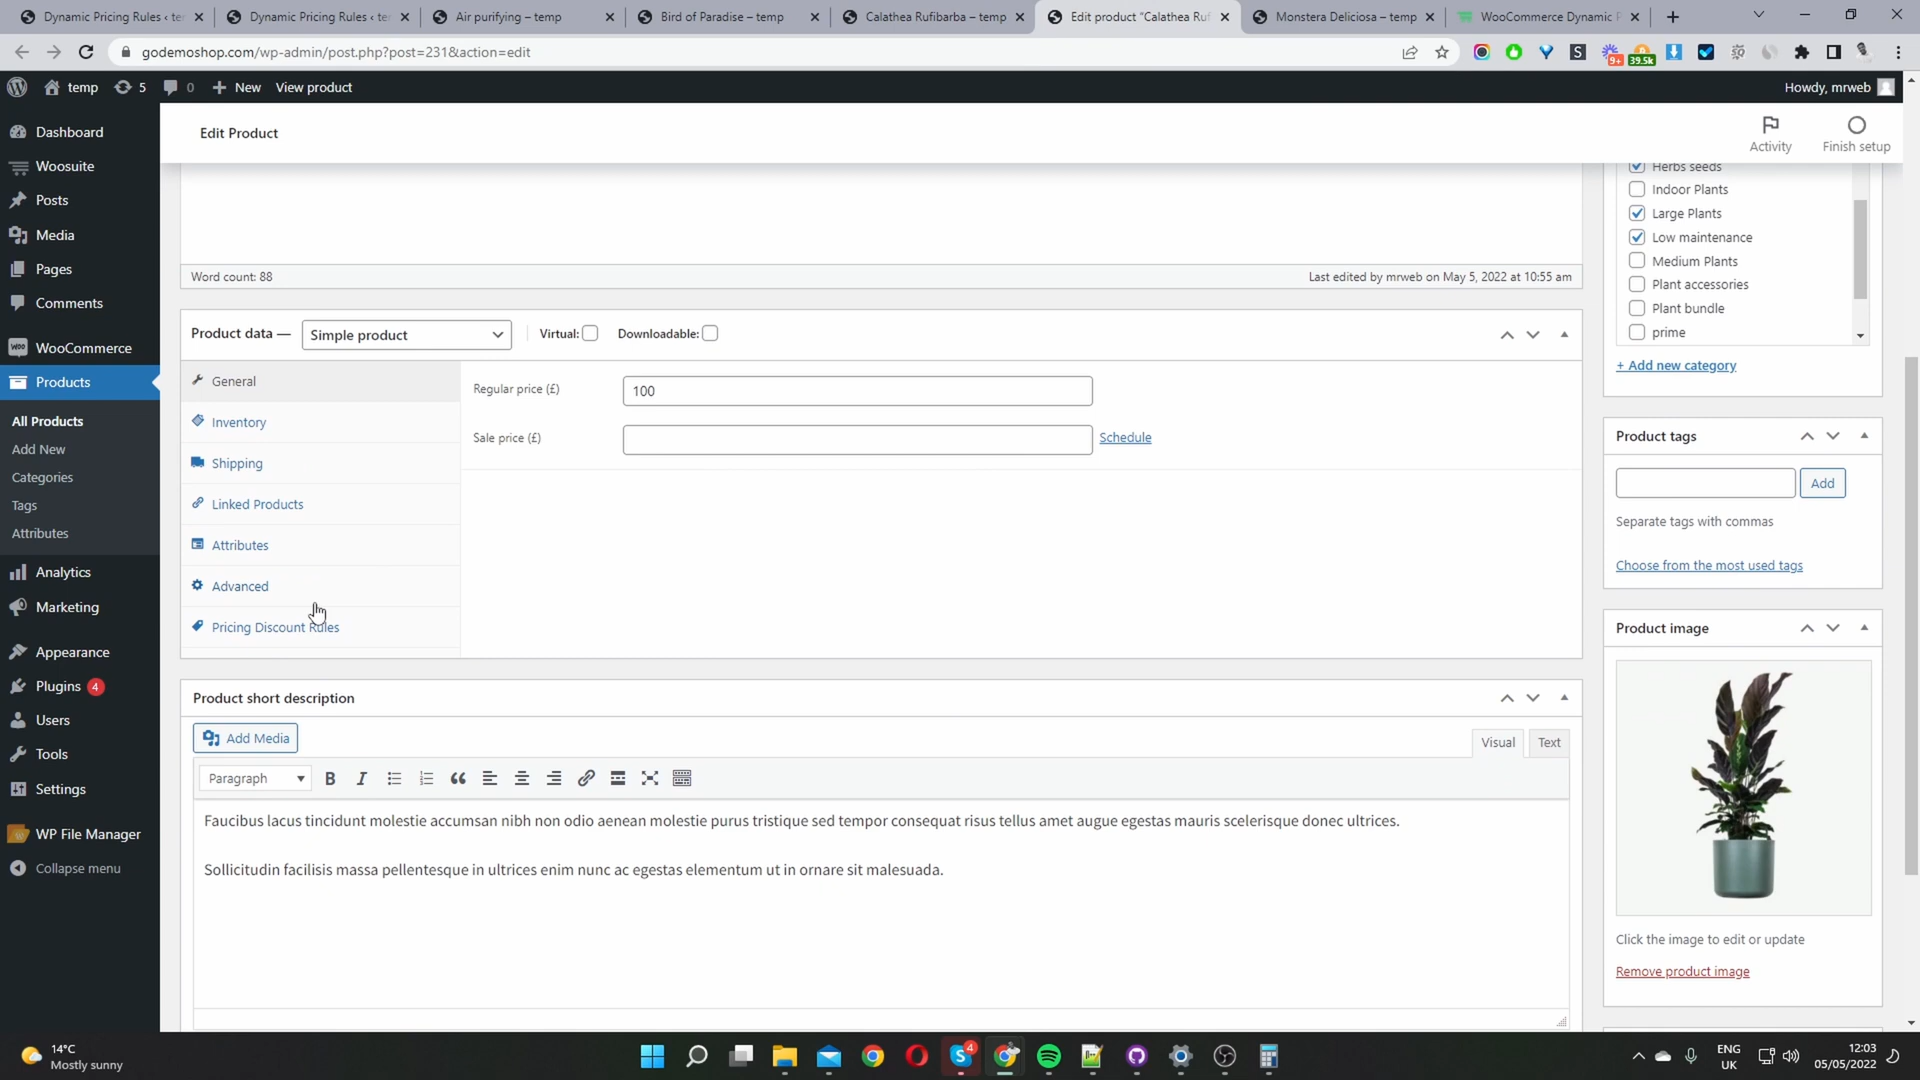 Dynamic Pricing Rules ‹ te
Dynamic Pricing Rules ‹ te
Air purifying – temp
Bird of Paradise – temp
Calathea Rufibarba – temp
Edit product "Calathea Ruf
Monstera Deliciosa – temp
WooCommerce Dynamic P
godemoshop.com/wp-admin/post.php?post=231&action=edit
9+
39.5k
temp
5
0
New
View product
Howdy, mrweb
Dashboard
Woosuite
Posts
Media
Pages
Comments
WooCommerce
Products
All Products
Add New
Categories
Tags
Attributes
Analytics
Marketing
Appearance
Plugins 4
Users
Tools
Settings
WP File Manager
Collapse menu
Edit Product
Activity
Finish setup
Word count: 88
Last edited by mrweb on May 5, 2022 at 10:55 am
Product data —
Simple product
Virtual:
Downloadable:
General
Inventory
Shipping
Linked Products
Attributes
Advanced
Pricing Discount Rules
Regular price (£)
100
Sale price (£)
Schedule
Product short description
Add Media
Visual
Text
Paragraph
Faucibus lacus tincidunt molestie accumsan nibh non odio aenean molestie purus tristique sed tempor consequat risus tellus amet augue egestas mauris scelerisque donec ultrices.
Sollicitudin facilisis massa pellentesque in ultrices enim nunc ac egestas elementum ut in ornare sit malesuada.
Herbs seeds
Indoor Plants
Large Plants
Low maintenance
Medium Plants
Plant accessories
Plant bundle
prime
+ Add new category
Product tags
Add
Separate tags with commas
Choose from the most used tags
Product image
Click the image to edit or update
Remove product image
14°C
Mostly sunny
4
ENG
UK
12:03
05/05/2022